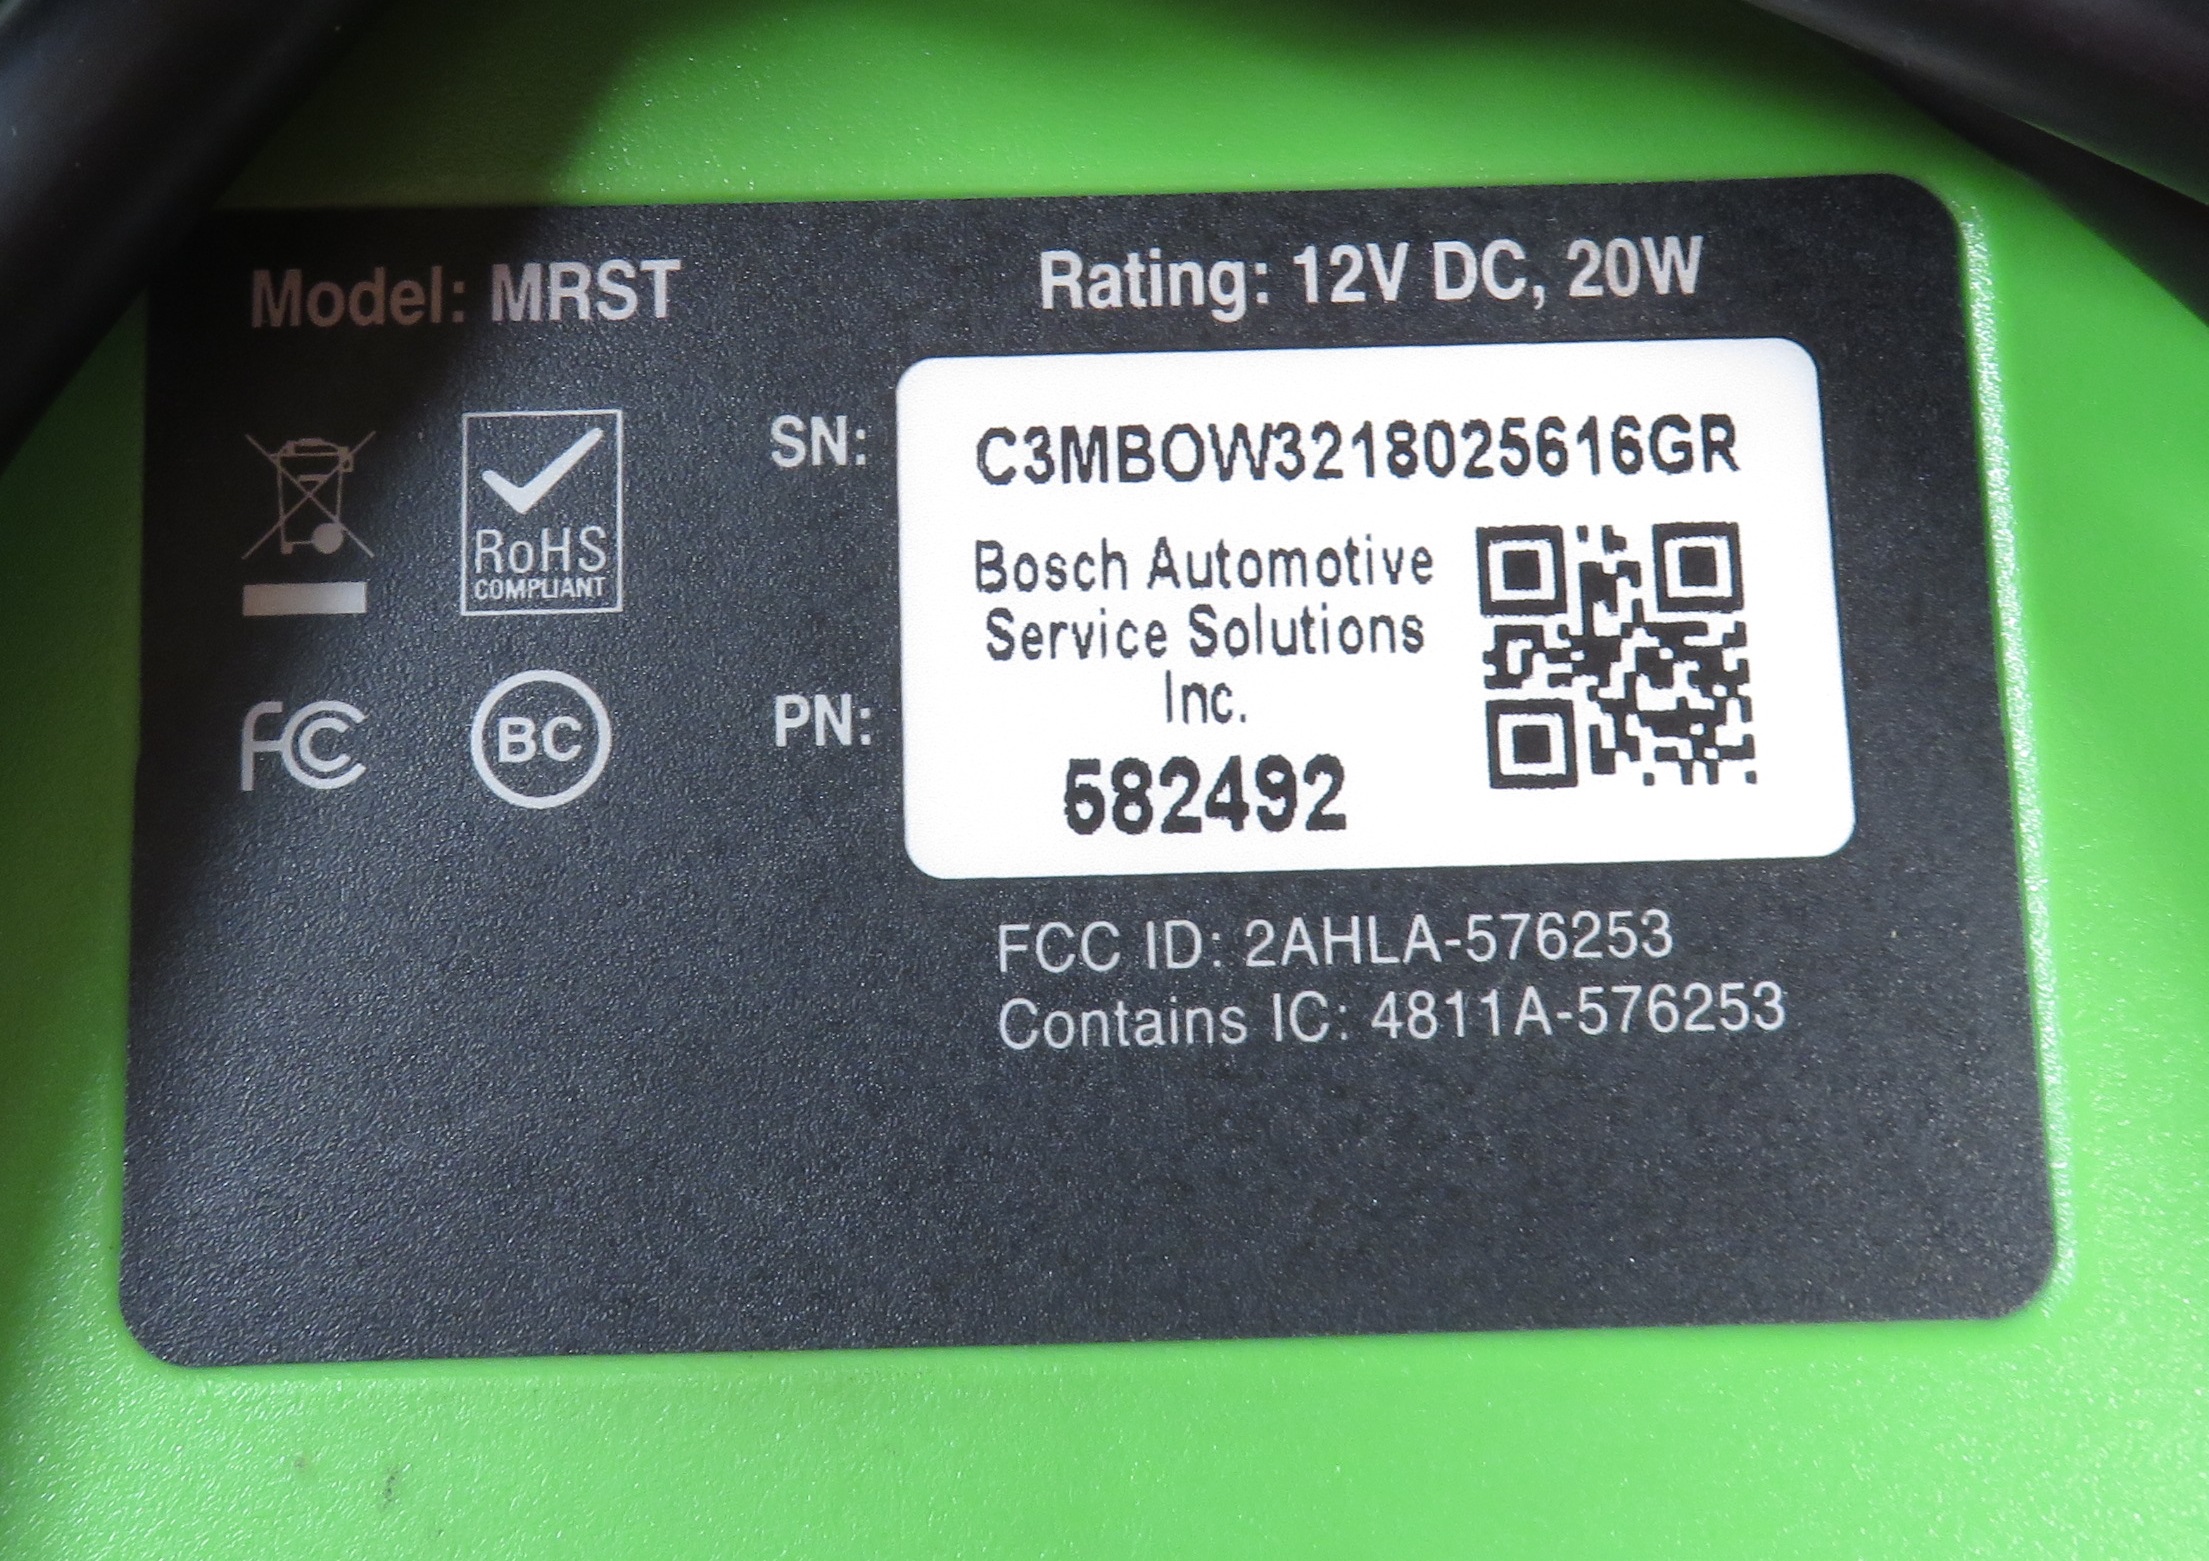 Model: MRST
Rating: 12V DC, 20W
SN: C3MBOW3218025616GR
RoHS
COMPLIANT
Bosch Automotive
Service Solutions
Inc.
FC
BC
PN: 582492
FCC ID: 2AHLA-576253
Contains IC: 4811A-576253